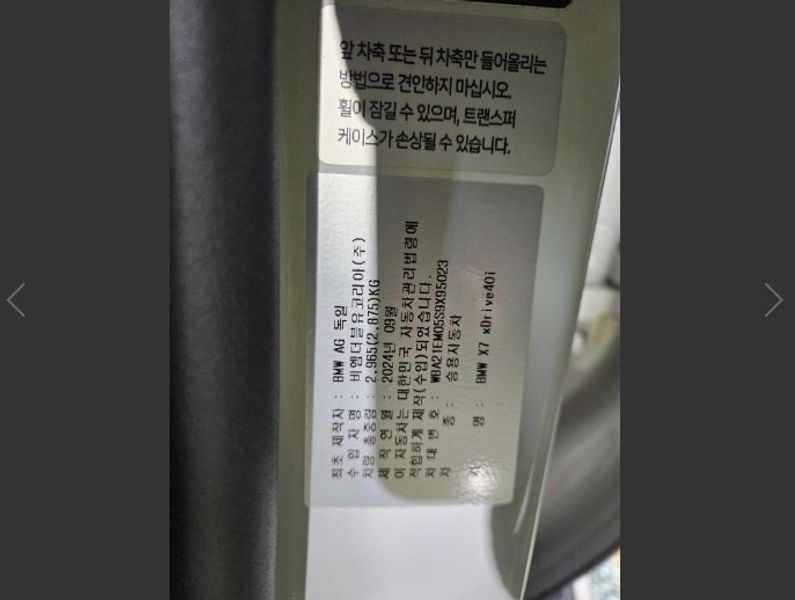 앞 차축 또는 뒤 차축만 들어올리는
방법으로 견인하지 마십시오.
휠이 잠길 수 있으며, 트랜스퍼
케이스가 손상될 수 있습니다.
최초 제작자 : BMW AG 독일
수 입 자 명 : 비엠더블유코리아(주)
차량 총중량 : 2,965(2,875)KG
제 작 연 월 : 2024년 09월
이 자동차는 대한민국 자동차관리법령에
적합하게 제작(수입)되었습니다.
차 대 번 호 : WBA21EM05S9X95023
차 종 : 승용자동차
차 명 : BMW X7 xDrive40i